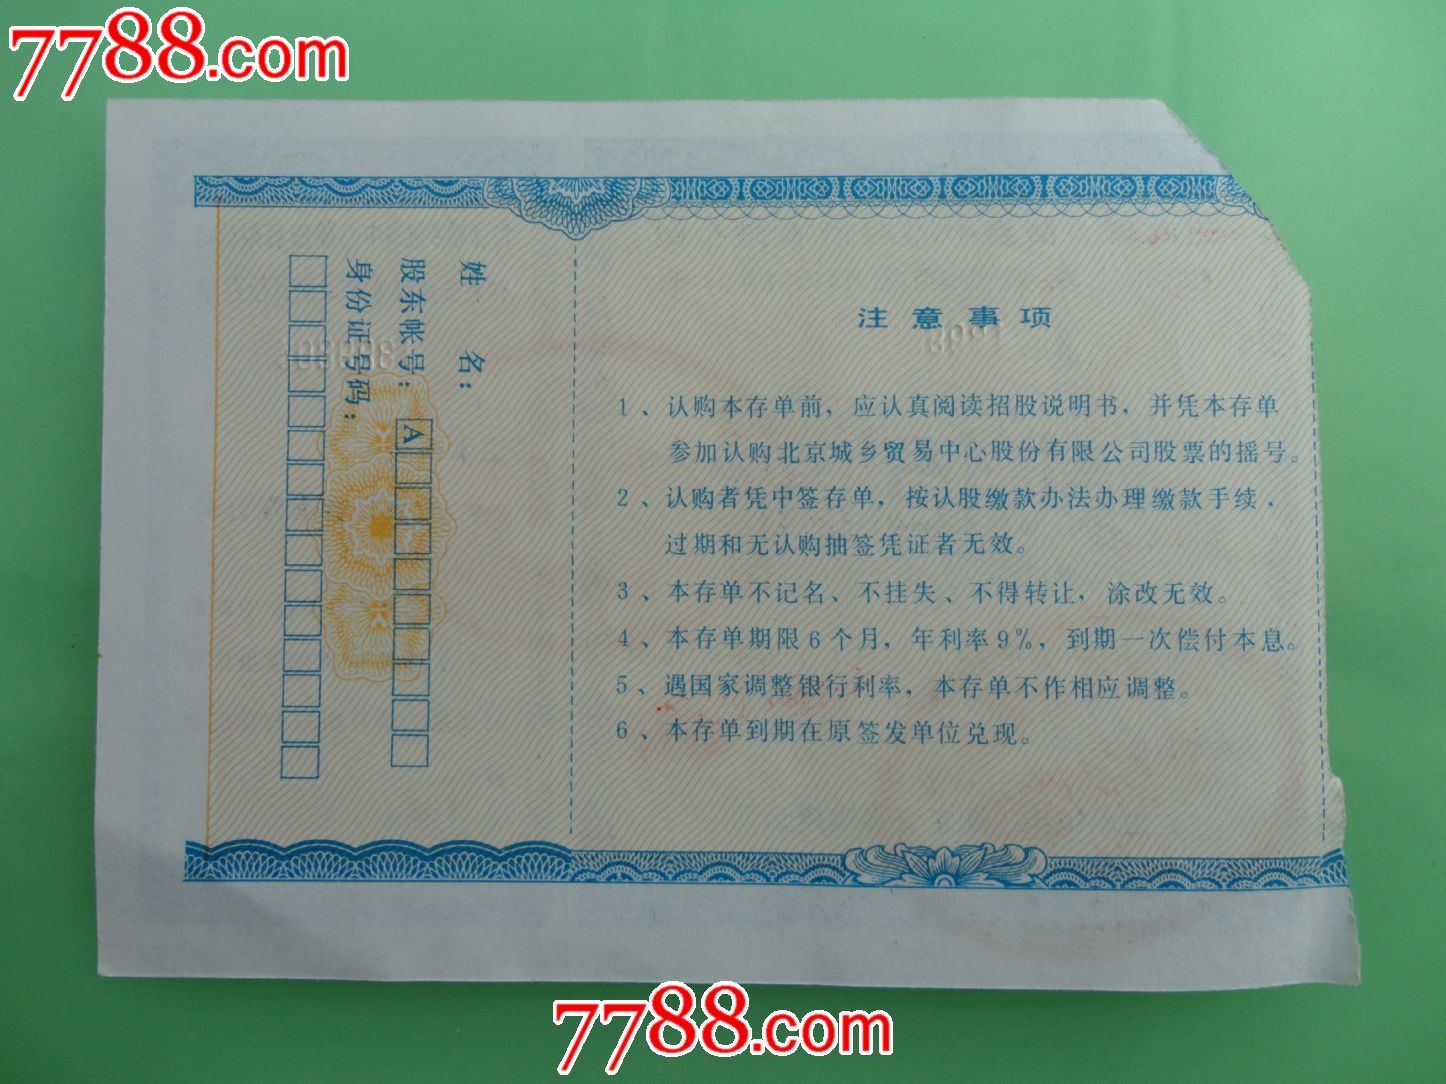 7788.com
姓 名：
股东帐号：
A
身份证号码：
注意事项
1、认购本存单前，应认真阅读招股说明书，并凭本存单
参加认购北京城乡贸易中心股份有限公司股票的摇号。
2、认购者凭中签存单，按认股缴款办法办理缴款手续，
过期和无认购抽签凭证者无效。
3、本存单不记名、不挂失、不得转让，涂改无效。
4、本存单期限6个月，年利率9%，到期一次偿付本息。
5、遇国家调整银行利率，本存单不作相应调整。
6、本存单到期在原签发单位兑现。
7788.com